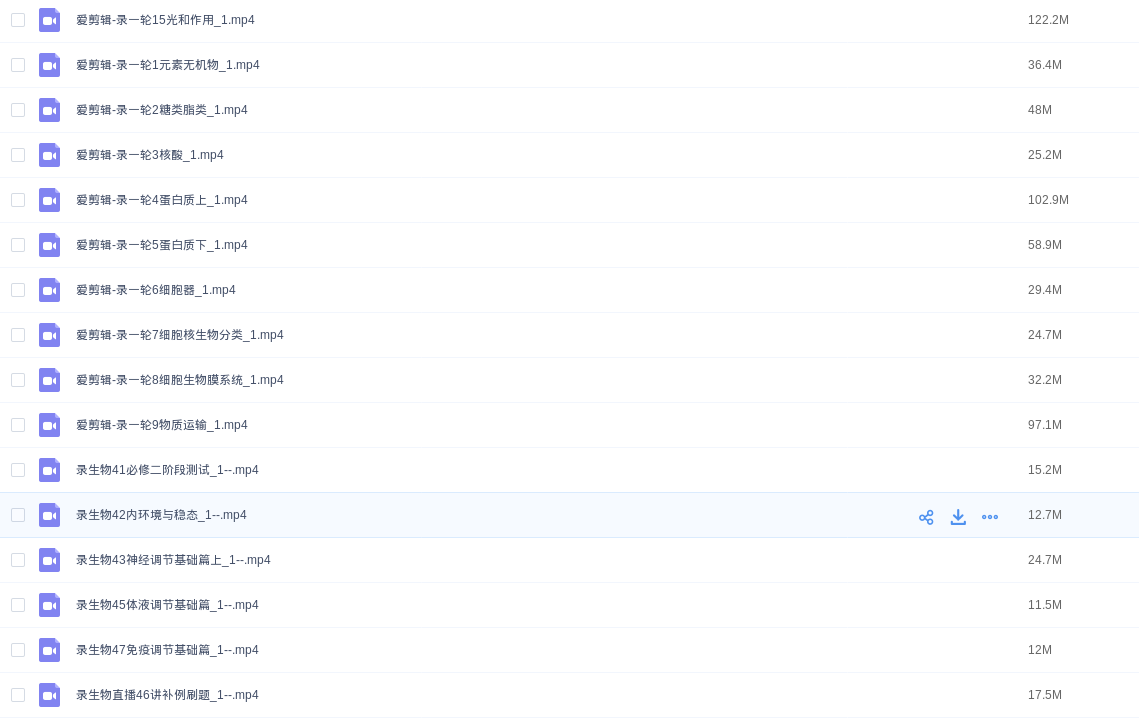 爱剪辑-录一轮15光和作用_1.mp4 122.2M
爱剪辑-录一轮1元素无机物_1.mp4 36.4M
爱剪辑-录一轮2糖类脂类_1.mp4 48M
爱剪辑-录一轮3核酸_1.mp4 25.2M
爱剪辑-录一轮4蛋白质上_1.mp4 102.9M
爱剪辑-录一轮5蛋白质下_1.mp4 58.9M
爱剪辑-录一轮6细胞器_1.mp4 29.4M
爱剪辑-录一轮7细胞核生物分类_1.mp4 24.7M
爱剪辑-录一轮8细胞生物膜系统_1.mp4 32.2M
爱剪辑-录一轮9物质运输_1.mp4 97.1M
录生物41必修二阶段测试_1--.mp4 15.2M
录生物42内环境与稳态_1--.mp4 12.7M
录生物43神经调节基础篇上_1--.mp4 24.7M
录生物45体液调节基础篇_1--.mp4 11.5M
录生物47免疫调节基础篇_1--.mp4 12M
录生物直播46讲补例刷题_1--.mp4 17.5M